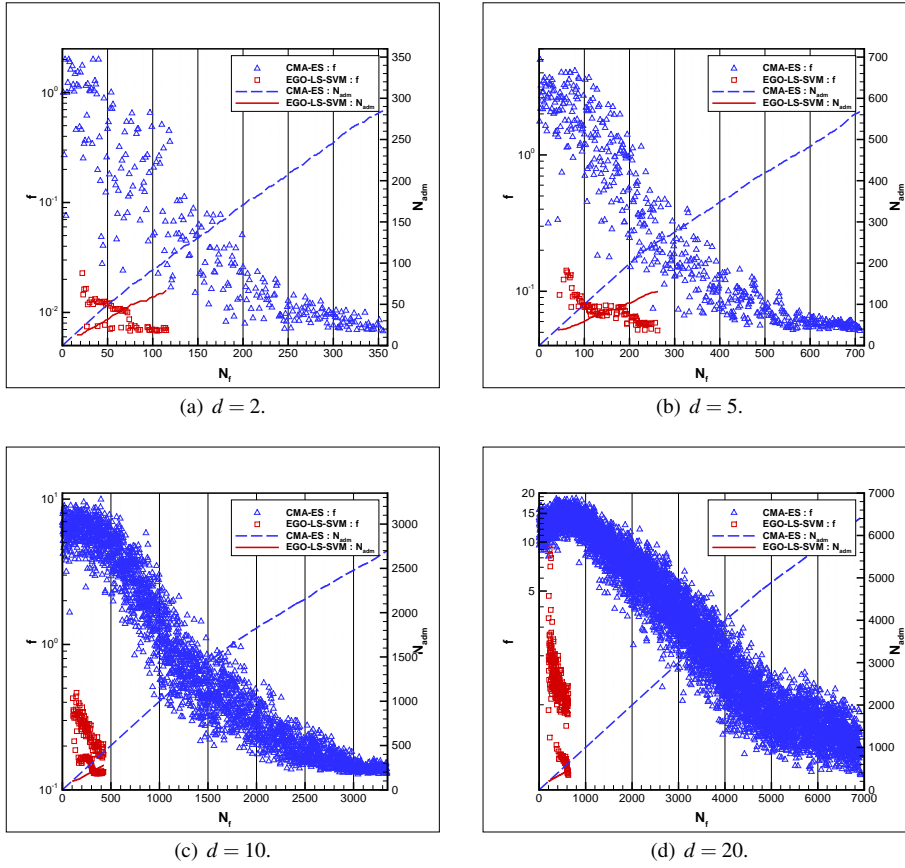 CMA-ES : f
EGO-LS-SVM : f
CMA-ES : N_adm
EGO-LS-SVM : N_adm
10^0
10^-1
10^-2
f
0 50 100 150 200 250 300 350
N_f
350
300
250
200
150
100
50
0
N_adm
(a) d = 2.
CMA-ES : f
EGO-LS-SVM : f
CMA-ES : N_adm
EGO-LS-SVM : N_adm
10^0
10^-1
f
0 100 200 300 400 500 600 700
N_f
700
600
500
400
300
200
100
0
N_adm
(b) d = 5.
CMA-ES : f
EGO-LS-SVM : f
CMA-ES : N_adm
EGO-LS-SVM : N_adm
10^1
10^0
10^-1
f
0 500 1000 1500 2000 2500 3000
N_f
3000
2500
2000
1500
1000
500
0
N_adm
(c) d = 10.
CMA-ES : f
EGO-LS-SVM : f
CMA-ES : N_adm
EGO-LS-SVM : N_adm
20
15
10
5
f
0 1000 2000 3000 4000 5000 6000 7000
N_f
7000
6000
5000
4000
3000
2000
1000
0
N_adm
(d) d = 20.